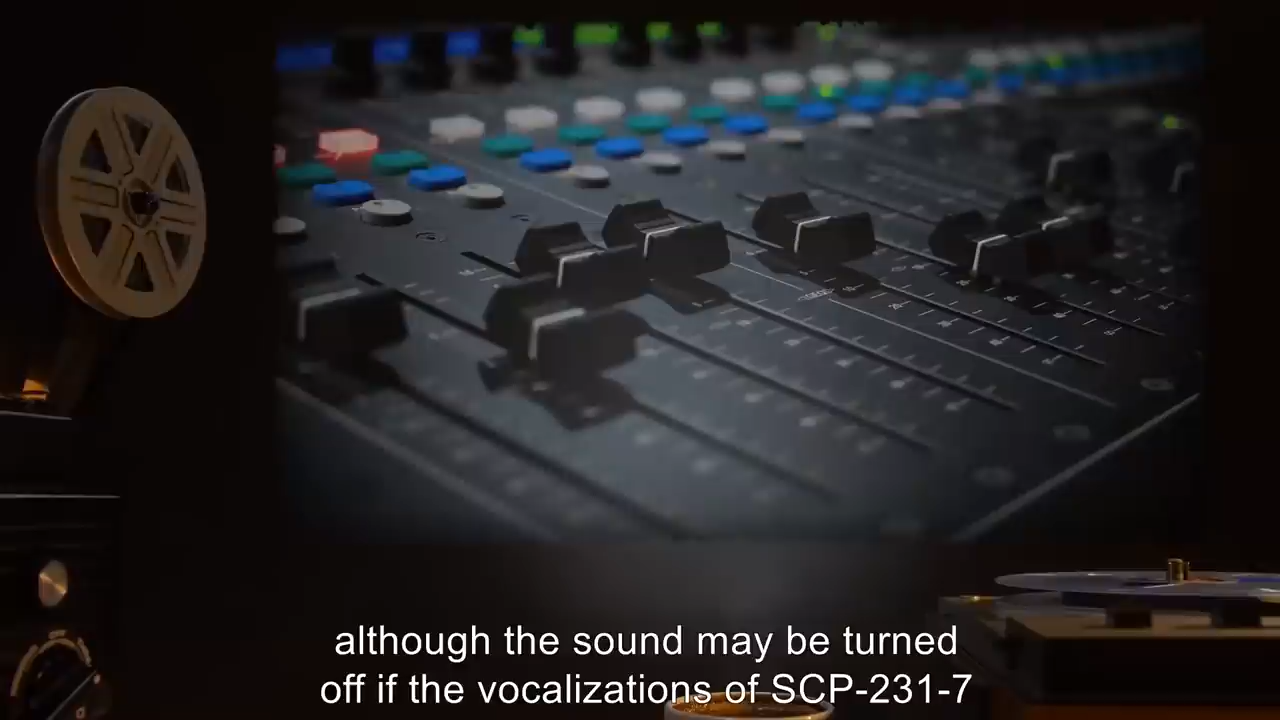 although the sound may be turned
off if the vocalizations of SCP-231-7